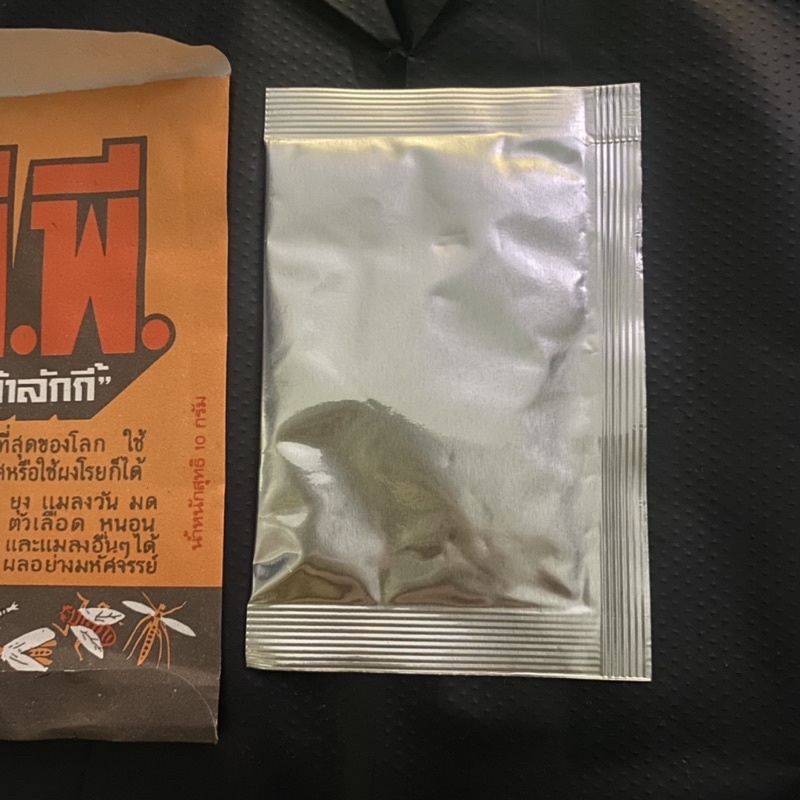 .พี.
ลักกี้”
ที่สุดของโลก ใช้
หรือใช้ผงโรยก็ได้
ยุง แมลงวัน มด
ตัวเลือด หนอน
และแมลงอื่นๆ ได้
ผลอย่างมหัศจรรย์
น้ำหนักสุทธิ 10 กรัม